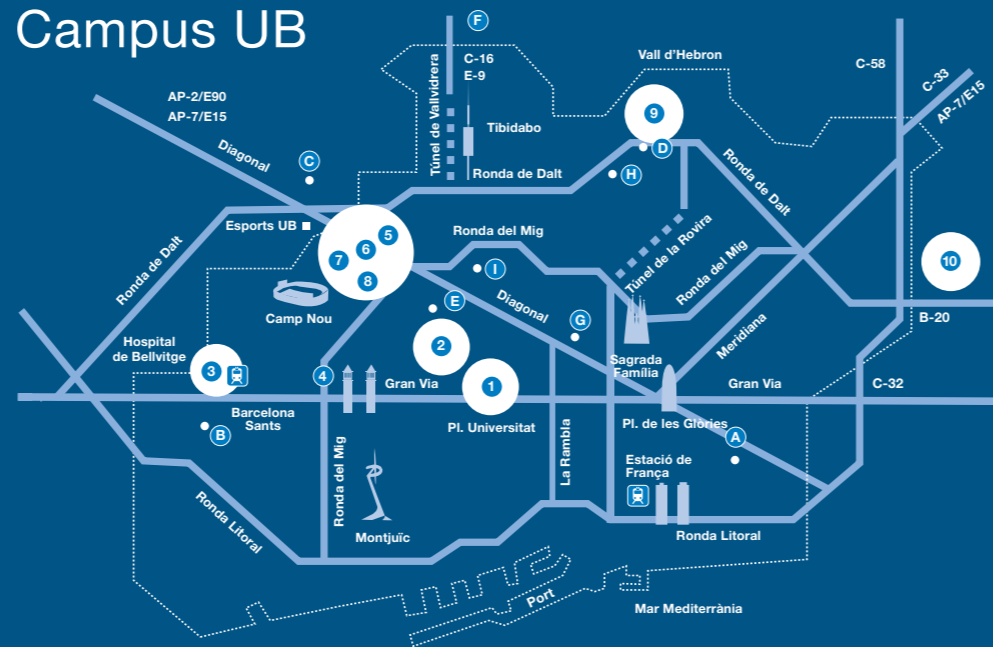 Campus UB
F
C-16
E-9
Vall d’Hebron
C-58
C-33
AP-7/E15
AP-2/E90
AP-7/E15
Túnel de Vallvidrera
Tibidabo
9
Diagonal
C
D
H
Ronda de Dalt
Ronda de Dalt
Esports UB
5
6
7
8
Ronda del Mig
Túnel de la Rovira
Ronda del Mig
10
Ronda de Dalt
I
Camp Nou
E
Diagonal
G
Meridiana
B-20
Hospital
de Bellvitge
2
Sagrada
Família
3
4
Gran Via
1
Gran Via
C-32
Barcelona
Sants
Pl. Universitat
Pl. de les Glòries
B
A
Ronda del Mig
La Rambla
Estació de
França
Ronda Litoral
Montjuïc
Ronda Litoral
Port
Mar Mediterrània